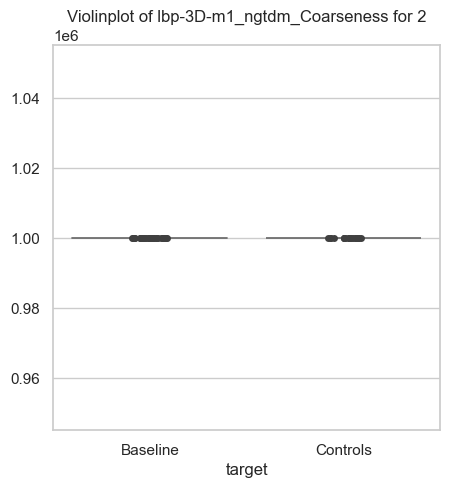 Violinplot of lbp-3D-m1_ngtdm_Coarseness for 2
1e6
1.04
1.02
1.00
0.98
0.96
Baseline Controls
target